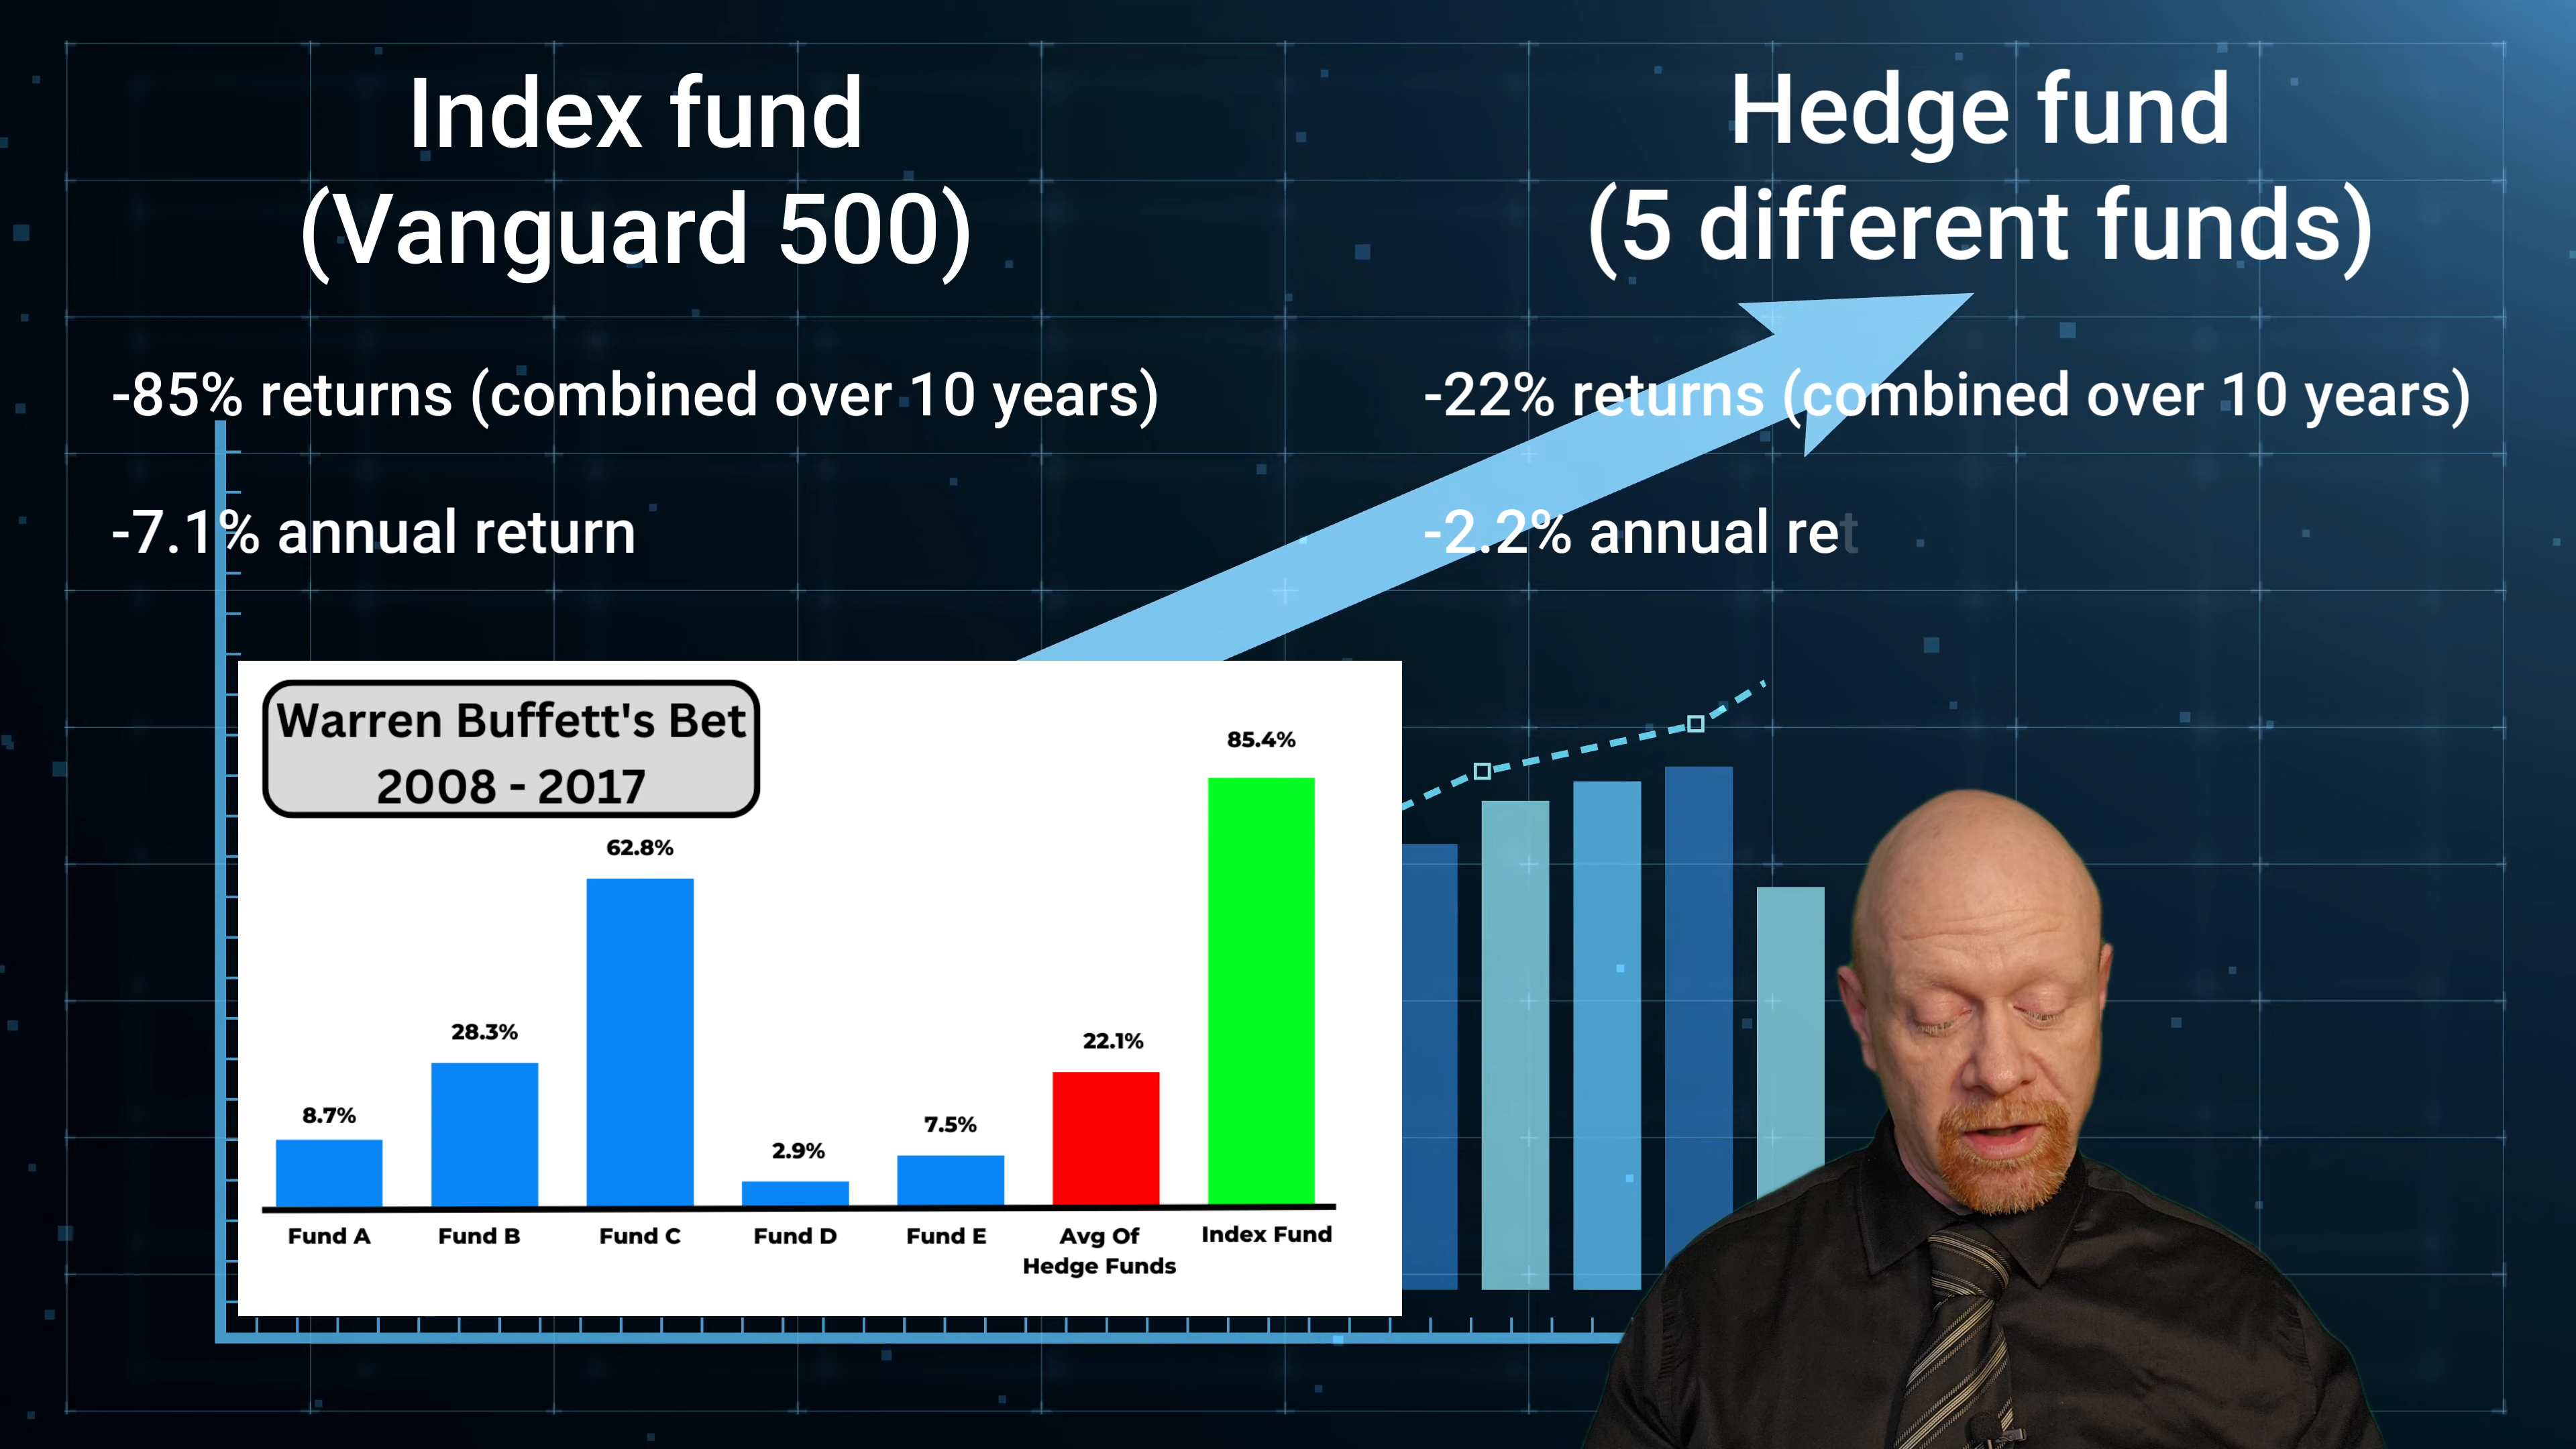 Index fund
(Vanguard 500)
-85% returns (combined over 10 years)
-7.1% annual return
Hedge fund
(5 different funds)
-22% returns (combined over 10 years)
-2.2% annual ret
Warren Buffett's Bet
2008 - 2017
8.7%
28.3%
62.8%
2.9%
7.5%
22.1%
85.4%
Fund A
Fund B
Fund C
Fund D
Fund E
Avg Of
Hedge Funds
Index Fund